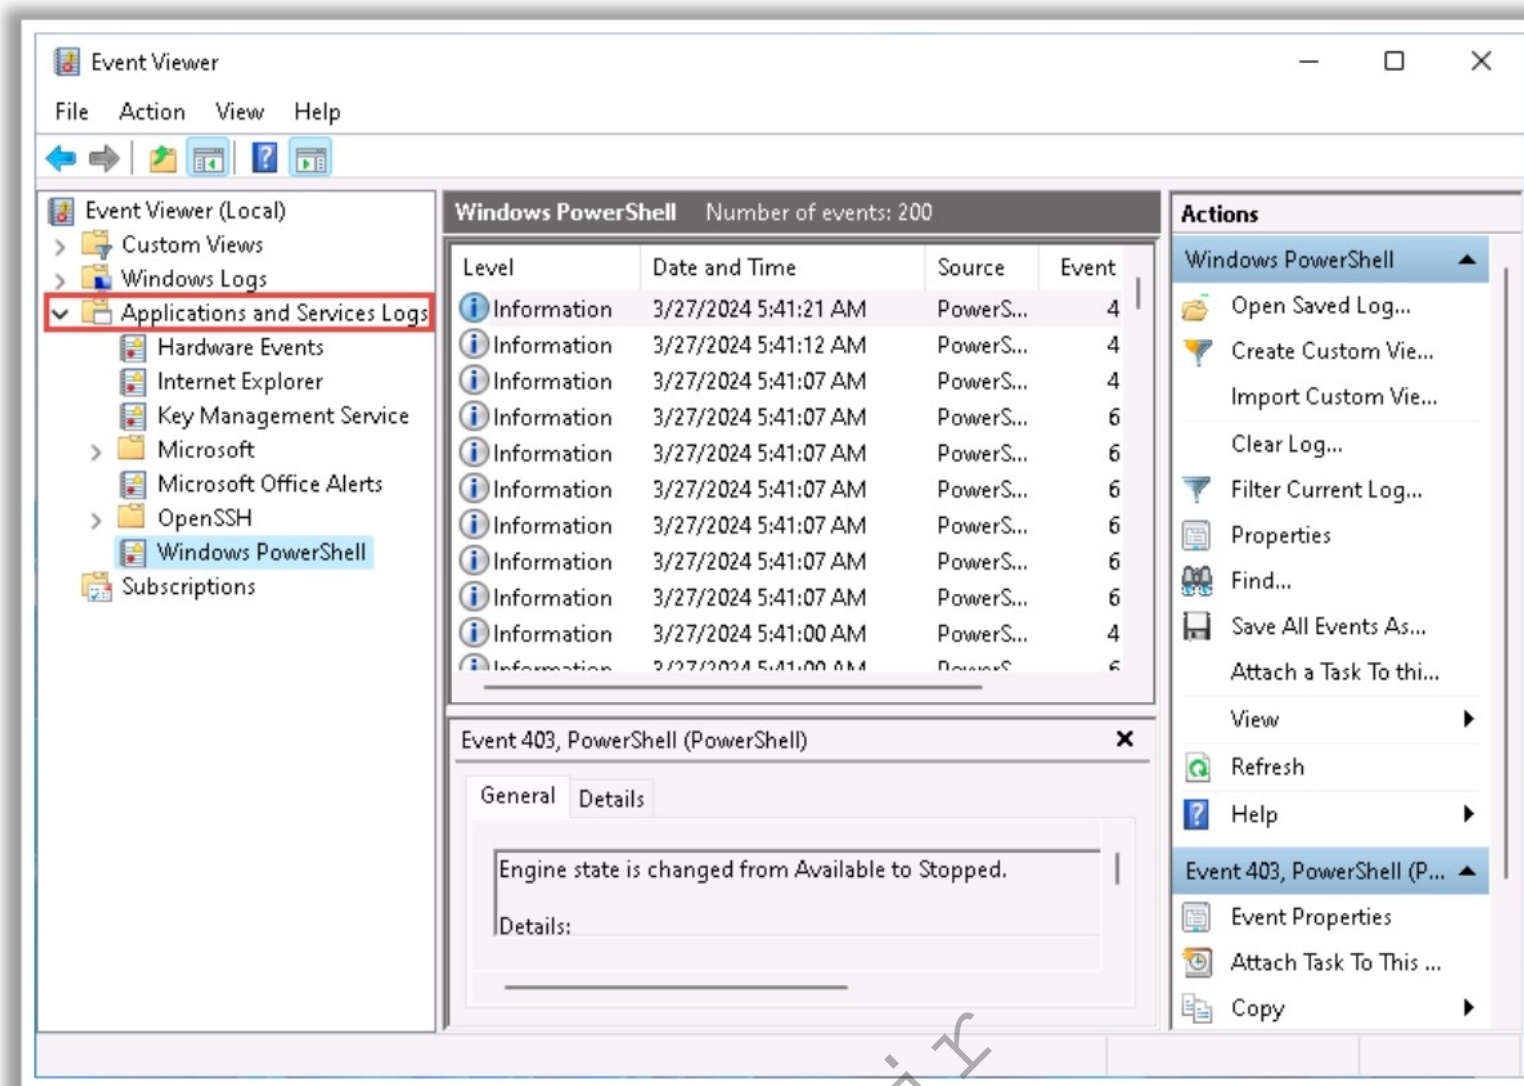 Event Viewer
File Action View Help
Event Viewer (Local)
Custom Views
Windows Logs
Applications and Services Logs
Hardware Events
Internet Explorer
Key Management Service
Microsoft
Microsoft Office Alerts
OpenSSH
Windows PowerShell
Subscriptions
Windows PowerShell Number of events: 200
Level Date and Time Source Event
Information 3/27/2024 5:41:21 AM PowerS... 4
Information 3/27/2024 5:41:12 AM PowerS... 4
Information 3/27/2024 5:41:07 AM PowerS... 4
Information 3/27/2024 5:41:07 AM PowerS... 6
Information 3/27/2024 5:41:07 AM PowerS... 6
Information 3/27/2024 5:41:07 AM PowerS... 6
Information 3/27/2024 5:41:07 AM PowerS... 6
Information 3/27/2024 5:41:07 AM PowerS... 6
Information 3/27/2024 5:41:07 AM PowerS... 6
Information 3/27/2024 5:41:00 AM PowerS... 4
Information 3/27/2024 5:41:00 AM PowerS... 6
Event 403, PowerShell (PowerShell)
General Details
Engine state is changed from Available to Stopped.
Details:
Actions
Windows PowerShell
Open Saved Log...
Create Custom Vie...
Import Custom Vie...
Clear Log...
Filter Current Log...
Properties
Find...
Save All Events As...
Attach a Task To thi...
View
Refresh
Help
Event 403, PowerShell (P...
Event Properties
Attach Task To This ...
Copy